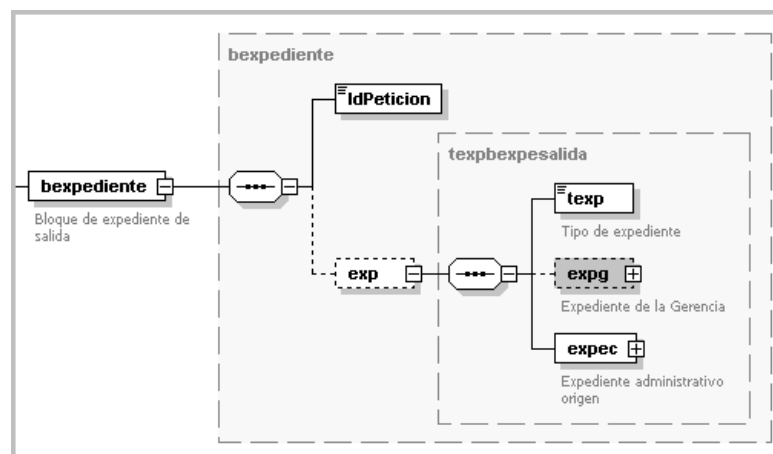 bexpediente
IdPeticion
texpbexpesalida
bexpediente
Bloque de expediente de
salida
texp
Tipo de expediente
exp
expg
Expediente de la Gerencia
expec
Expediente administrativo
origen